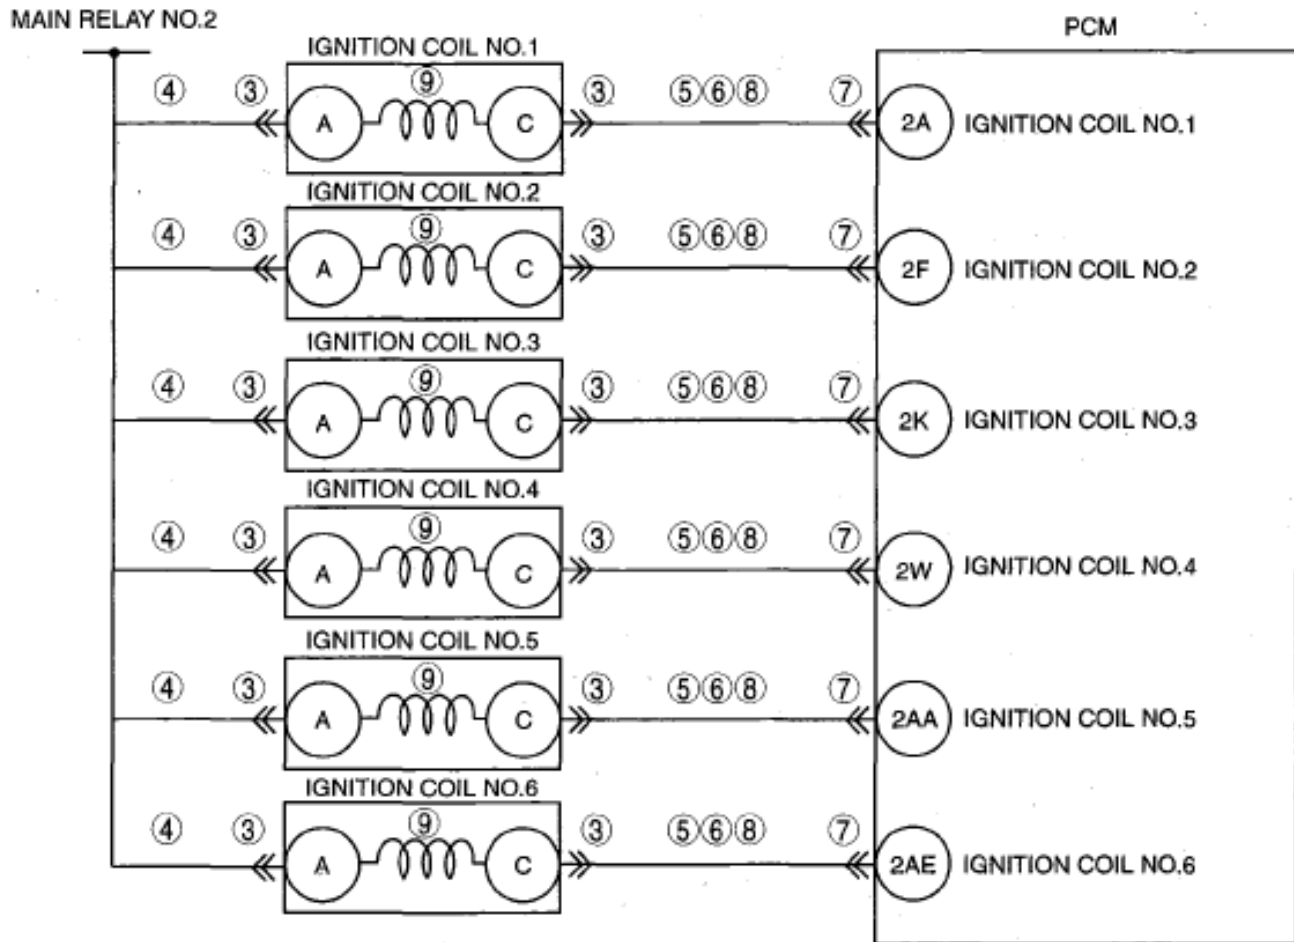 MAIN RELAY NO.2
PCM
IGNITION COIL NO.1
④ ③ A ⑨ C ③ ⑤⑥⑧ ⑦ 2A IGNITION COIL NO.1
IGNITION COIL NO.2
④ ③ A ⑨ C ③ ⑤⑥⑧ ⑦ 2F IGNITION COIL NO.2
IGNITION COIL NO.3
④ ③ A ⑨ C ③ ⑤⑥⑧ ⑦ 2K IGNITION COIL NO.3
IGNITION COIL NO.4
④ ③ A ⑨ C ③ ⑤⑥⑧ ⑦ 2W IGNITION COIL NO.4
IGNITION COIL NO.5
④ ③ A ⑨ C ③ ⑤⑥⑧ ⑦ 2AA IGNITION COIL NO.5
IGNITION COIL NO.6
④ ③ A ⑨ C ③ ⑤⑥⑧ ⑦ 2AE IGNITION COIL NO.6